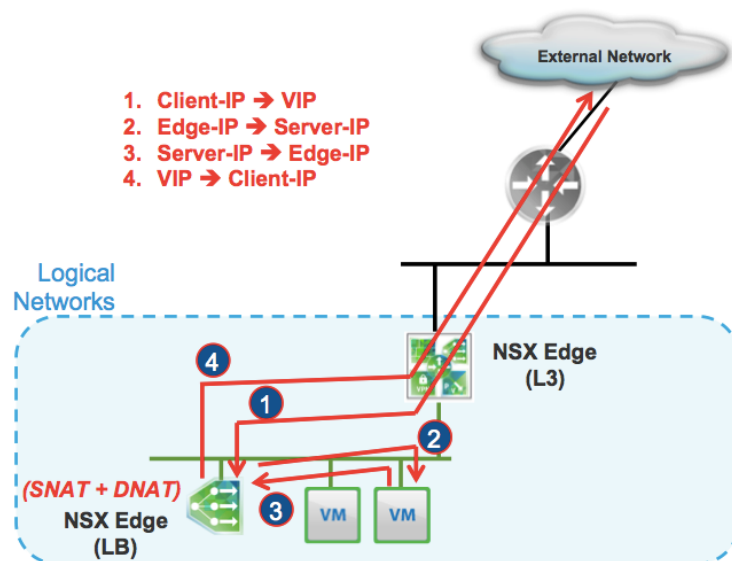 External Network
1. Client-IP ➔ VIP
2. Edge-IP ➔ Server-IP
3. Server-IP ➔ Edge-IP
4. VIP ➔ Client-IP
Logical
Networks
NSX Edge
(L3)
VPN
4
1
2
(SNAT + DNAT)
NSX Edge
(LB)
3
VM
VM